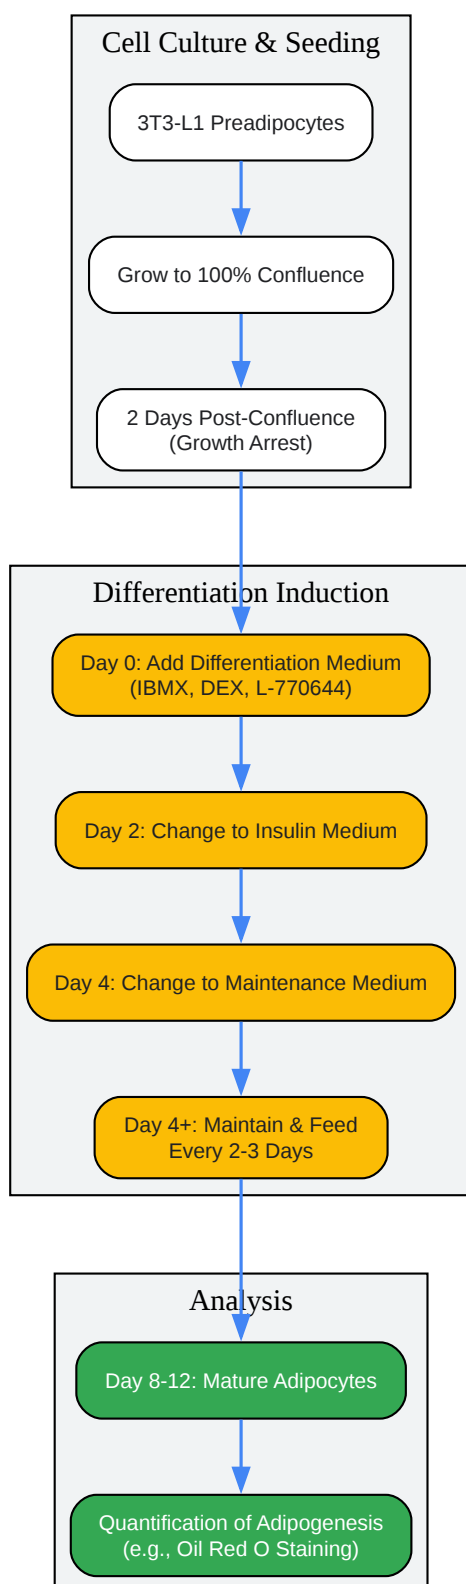 Cell Culture & Seeding
3T3-L1 Preadipocytes
Grow to 100% Confluence
2 Days Post-Confluence
(Growth Arrest)
Differentiation Induction
Day 0: Add Differentiation Medium
(IBMX, DEX, L-770644)
Day 2: Change to Insulin Medium
Day 4: Change to Maintenance Medium
Day 4+: Maintain & Feed
Every 2-3 Days
Analysis
Day 8-12: Mature Adipocytes
Quantification of Adipogenesis
(e.g., Oil Red O Staining)